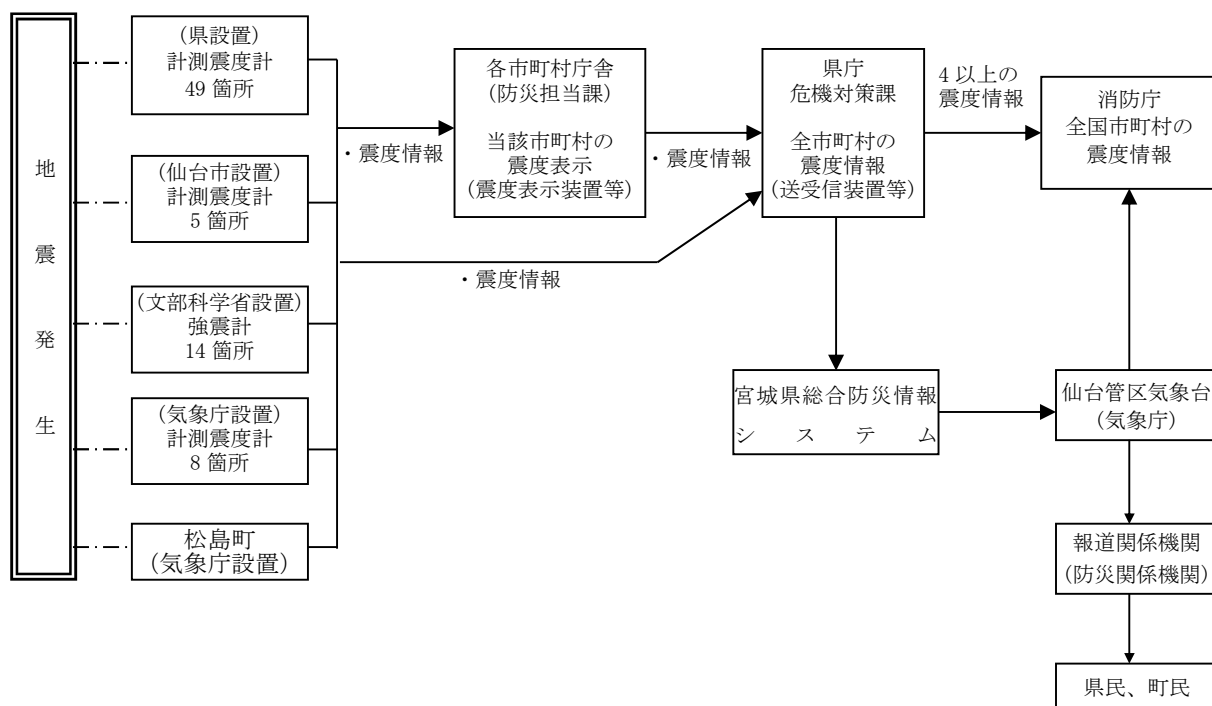 地
震
発
生
(県設置)
計測震度計
49 箇所
(仙台市設置)
計測震度計
5 箇所
(文部科学省設置)
強震計
14 箇所
(気象庁設置)
計測震度計
8 箇所
松島町
(気象庁設置)
・震度情報
各市町村庁舎
(防災担当課)
当該市町村の
震度表示
(震度表示装置等)
・震度情報
・震度情報
県庁
危機対策課
全市町村の
震度情報
(送受信装置等)
4 以上の
震度情報
消防庁
全国市町村の
震度情報
宮城県総合防災情報
システム
仙台管区気象台
(気象庁)
報道関係機関
(防災関係機関)
県民、町民